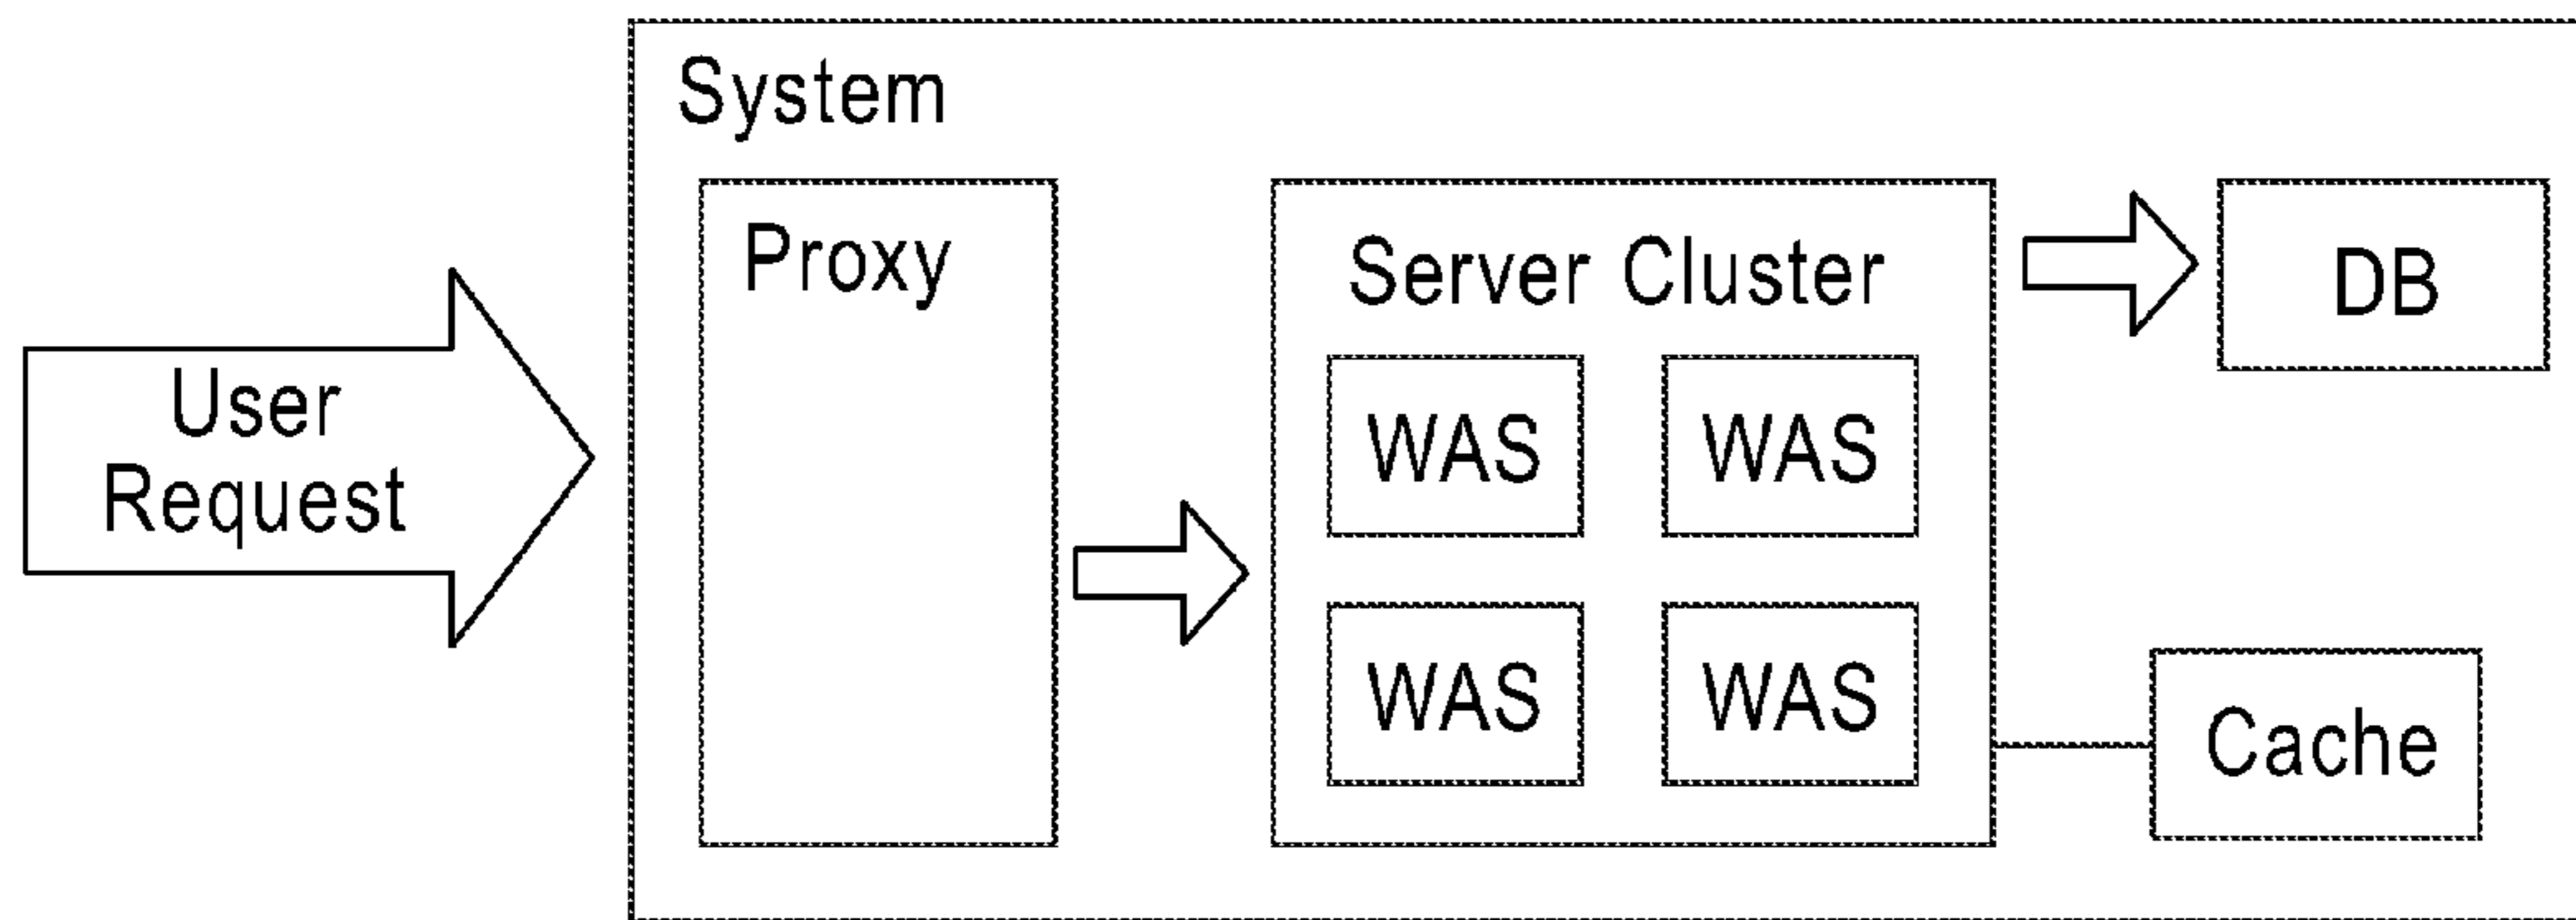 System
Proxy
User
Request
Server Cluster
WAS WAS
WAS WAS
DB
Cache